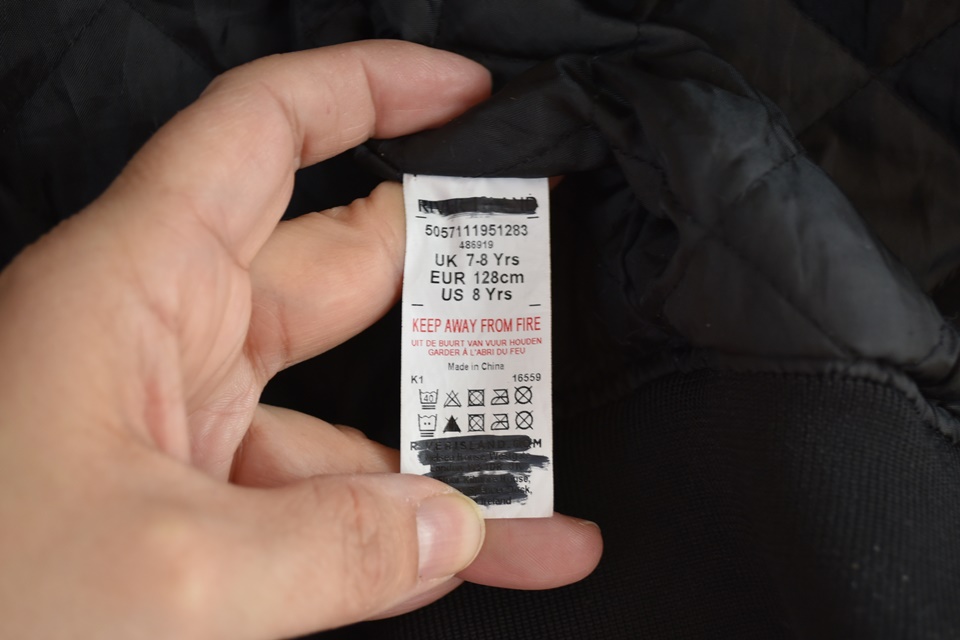 5057111951283
486919
UK 7-8 Yrs
EUR 128cm
US 8 Yrs
KEEP AWAY FROM FIRE
UIT DE BUURT VAN VUUR HOUDEN
GARDER À L'ABRI DU FEU
Made in China
K1 16559
40